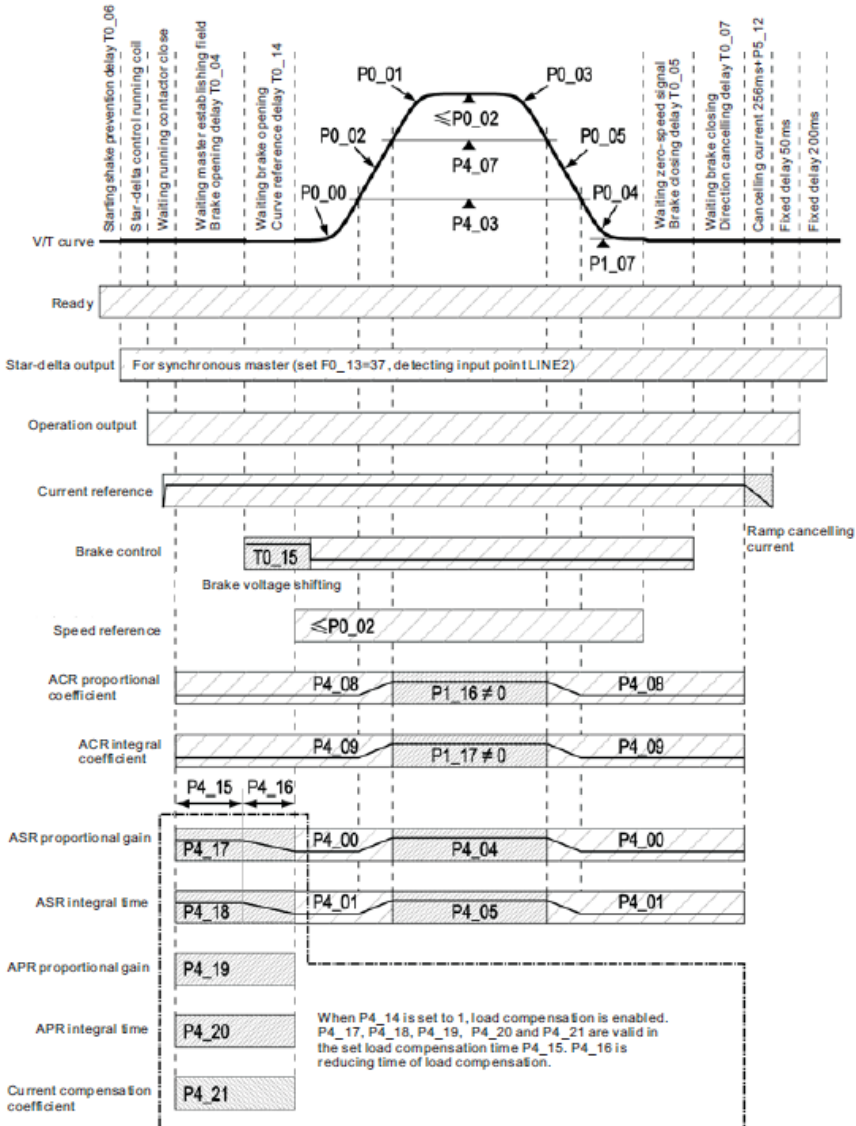 Starting shake prevention delay T0_06
Star-delta control running coil
Waiting running contactor close
Waiting master establishing field
Brake opening delay T0_04
Waiting brake opening
Curve reference delay T0_14
Waiting zero-speed signal
Brake closing delay T0_05
Waiting brake closing
Direction cancelling delay T0_07
Cancelling current 256ms+P5_12
Fixed delay 50ms
Fixed delay 200ms
P0_01
P0_03
≤P0_02
P0_02
P0_05
P4_07
P0_00
P0_04
P4_03
V/T curve
P1_07
Ready
Star-delta output
For synchronous master (set F0_13=37, detecting input point LINE2)
Operation output
Current reference
Ramp cancelling
current
Brake control
T0_15
Brake voltage shifting
Speed reference
≤P0_02
ACR proportional
coefficient
P4_08
P1_16 ≠ 0
P4_08
ACR integral
coefficient
P4_09
P1_17 ≠ 0
P4_09
P4_15
P4_16
ASR proportional gain
P4_17
P4_00
P4_04
P4_00
ASR integral time
P4_18
P4_01
P4_05
P4_01
APR proportional gain
P4_19
APR integral time
P4_20
When P4_14 is set to 1, load compensation is enabled.
P4_17, P4_18, P4_19, P4_20 and P4_21 are valid in
the set load compensation time P4_15. P4_16 is
reducing time of load compensation.
Current compensation
coefficient
P4_21